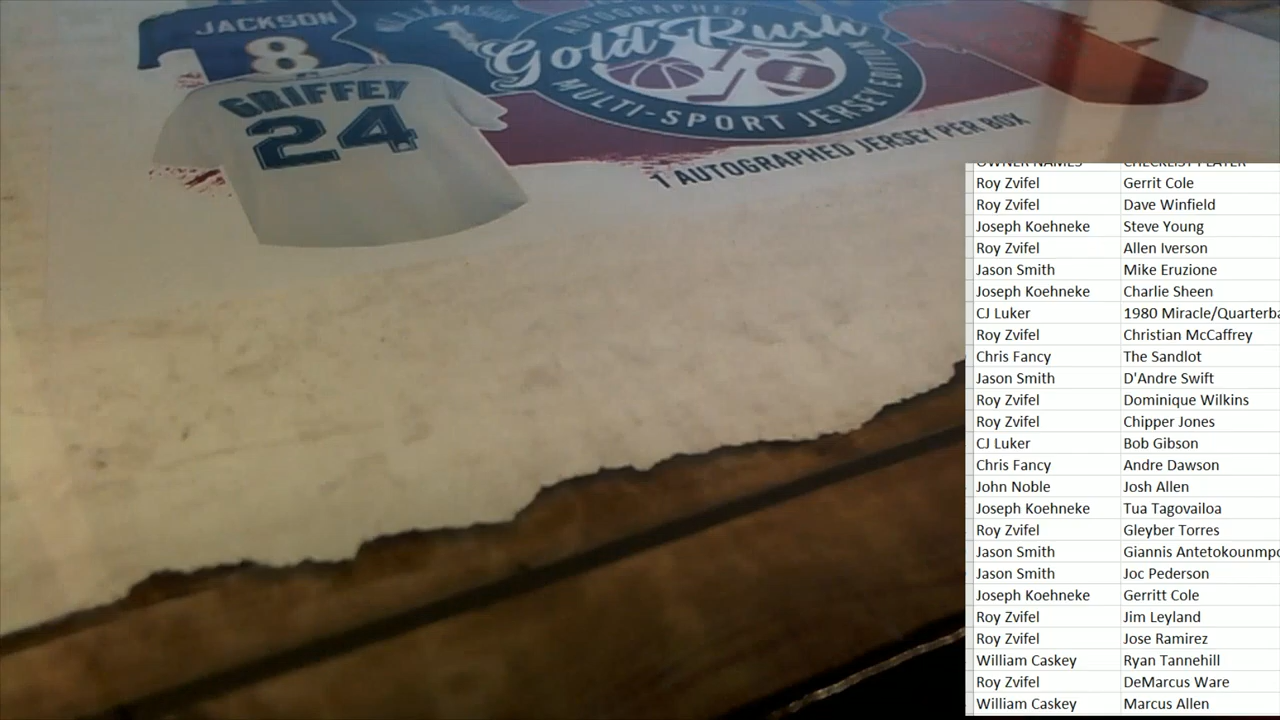 JACKSON
8
WILLIAMSON
1
GRIFFEY
24
AUTOGRAPHED
Gold Rush
MULTI-SPORT JERSEY EDITION
1 AUTOGRAPHED JERSEY PER BOX
OWNER NAMES CHECKLIST PLAYER
Roy Zvifel Gerrit Cole
Roy Zvifel Dave Winfield
Joseph Koehneke Steve Young
Roy Zvifel Allen Iverson
Jason Smith Mike Eruzione
Joseph Koehneke Charlie Sheen
CJ Luker 1980 Miracle/Quarterba
Roy Zvifel Christian McCaffrey
Chris Fancy The Sandlot
Jason Smith D'Andre Swift
Roy Zvifel Dominique Wilkins
Roy Zvifel Chipper Jones
CJ Luker Bob Gibson
Chris Fancy Andre Dawson
John Noble Josh Allen
Joseph Koehneke Tua Tagovailoa
Roy Zvifel Gleyber Torres
Jason Smith Giannis Antetokounmpo
Jason Smith Joc Pederson
Joseph Koehneke Gerritt Cole
Roy Zvifel Jim Leyland
Roy Zvifel Jose Ramirez
William Caskey Ryan Tannehill
Roy Zvifel DeMarcus Ware
William Caskey Marcus Allen